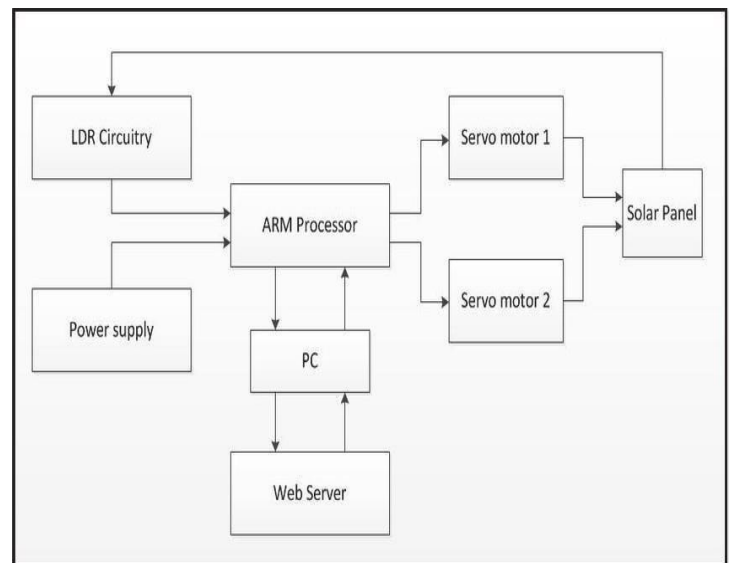 LDR Circuitry
Servo motor 1
ARM Processor
Solar Panel
Power supply
Servo motor 2
PC
Web Server